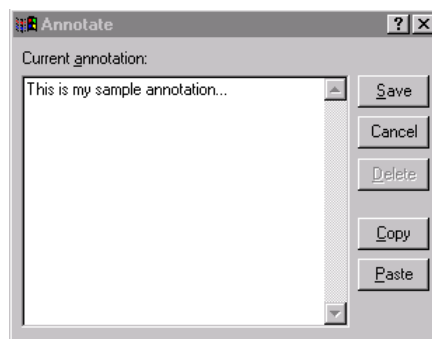 Annotate
Current annotation:
This is my sample annotation...
Save
Cancel
Delete
Copy
Paste